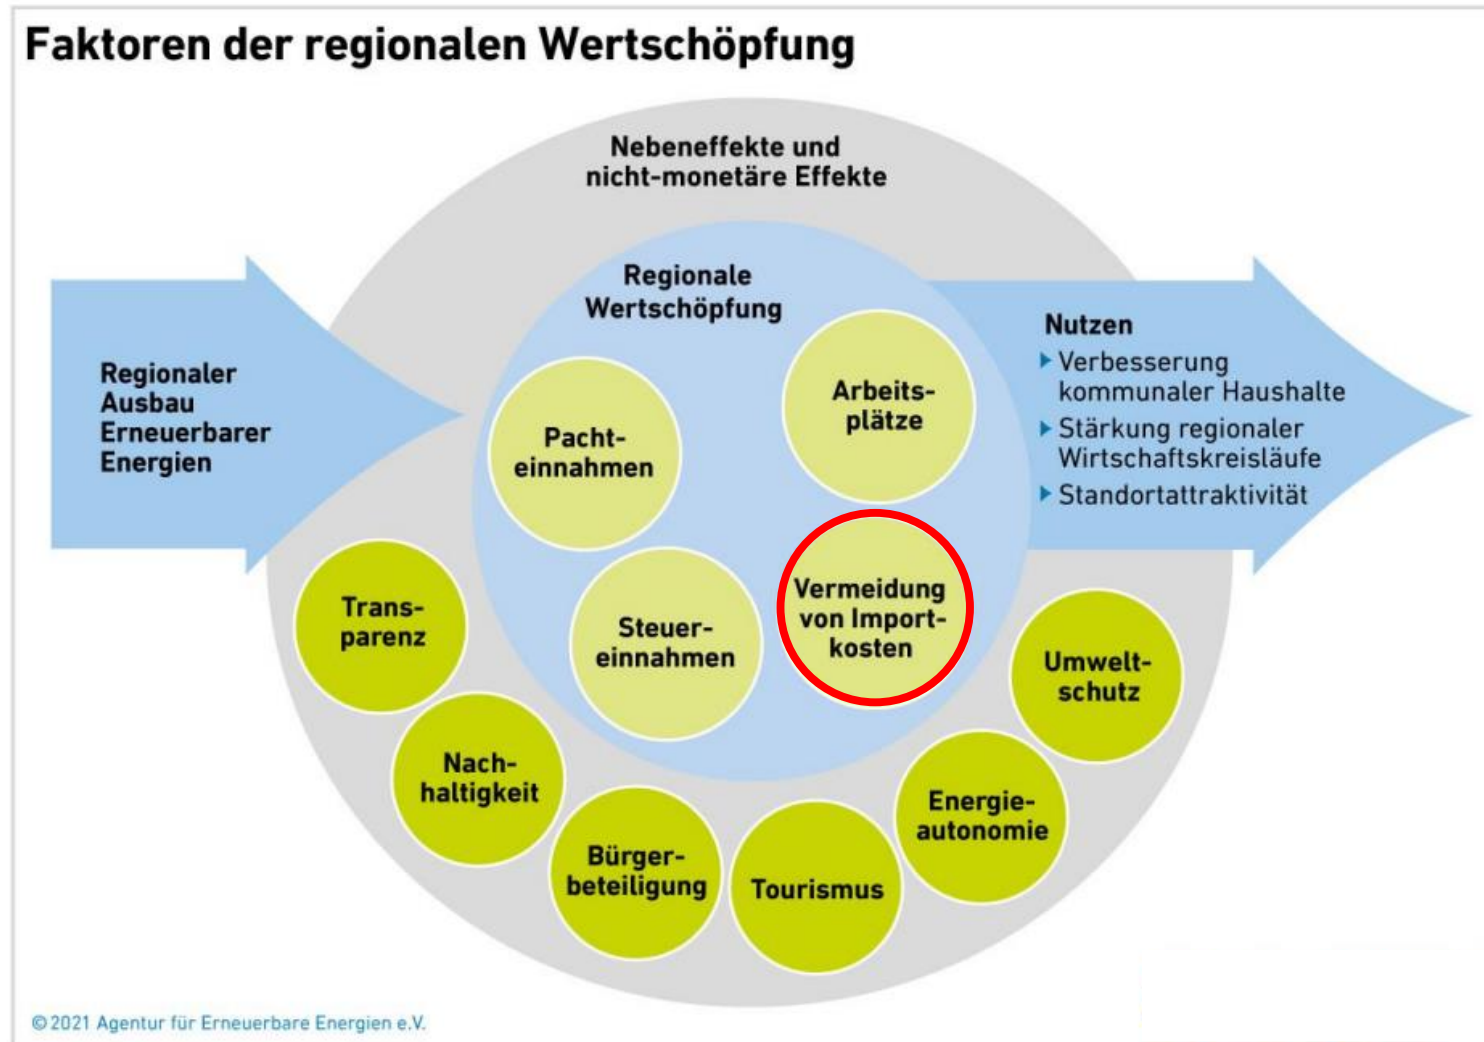 Faktoren der regionalen Wertschöpfung
Nebeneffekte und
nicht-monetäre Effekte
Regionale
Wertschöpfung
Regionaler
Ausbau
Erneuerbarer
Energien
Pacht-
einnahmen
Arbeits-
plätze
Steuer-
einnahmen
Vermeidung
von Import-
kosten
Nutzen
Verbesserung
kommunaler Haushalte
Stärkung regionaler
Wirtschaftskreisläufe
Standortattraktivität
Trans-
parenz
Nach-
haltigkeit
Bürger-
beteiligung
Tourismus
Energie-
autonomie
Umwelt-
schutz
© 2021 Agentur für Erneuerbare Energien e.V.